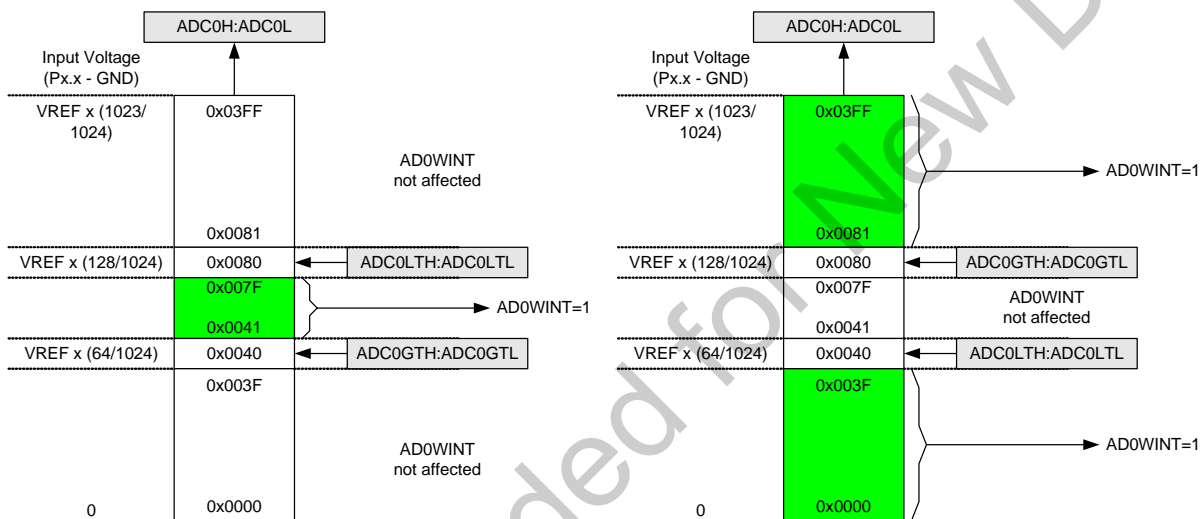 ADC0H:ADC0L
Input Voltage
(Px.x - GND)
VREF x (1023/
1024)
0x03FF
AD0WINT
not affected
0x0081
VREF x (128/1024)
0x0080
ADC0LTH:ADC0LTL
0x007F
AD0WINT=1
0x0041
VREF x (64/1024)
0x0040
ADC0GTH:ADC0GTL
0x003F
AD0WINT
not affected
0
0x0000
ADC0H:ADC0L
Input Voltage
(Px.x - GND)
VREF x (1023/
1024)
0x03FF
AD0WINT=1
0x0081
VREF x (128/1024)
0x0080
ADC0GTH:ADC0GTL
0x007F
AD0WINT
not affected
0x0041
VREF x (64/1024)
0x0040
ADC0LTH:ADC0LTL
0x003F
AD0WINT=1
0
0x0000
ded for New D